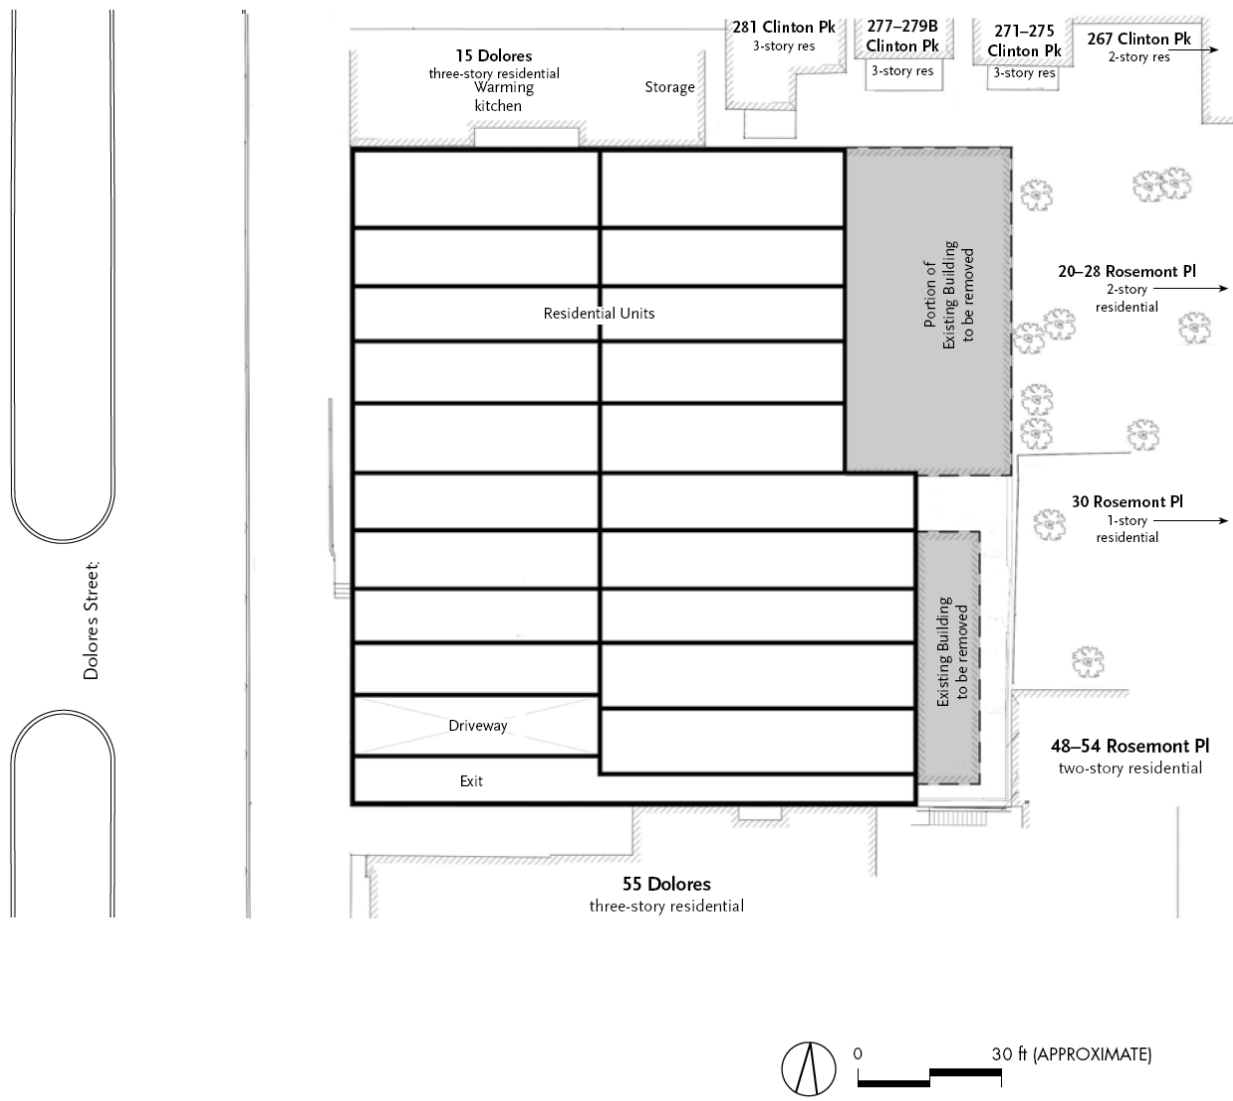 281 Clinton Pk
3-story res
277–279B
Clinton Pk
3-story res
271–275
Clinton Pk
3-story res
267 Clinton Pk
2-story res
15 Dolores
three-story residential
Warming
kitchen
Storage
Portion of
Existing Building
to be removed
20–28 Rosemont Pl
2-story
residential
Residential Units
30 Rosemont Pl
1-story
residential
Dolores Street;
Existing Building
to be removed
Driveway
Exit
48–54 Rosemont Pl
two-story residential
55 Dolores
three-story residential
0 30 ft (APPROXIMATE)